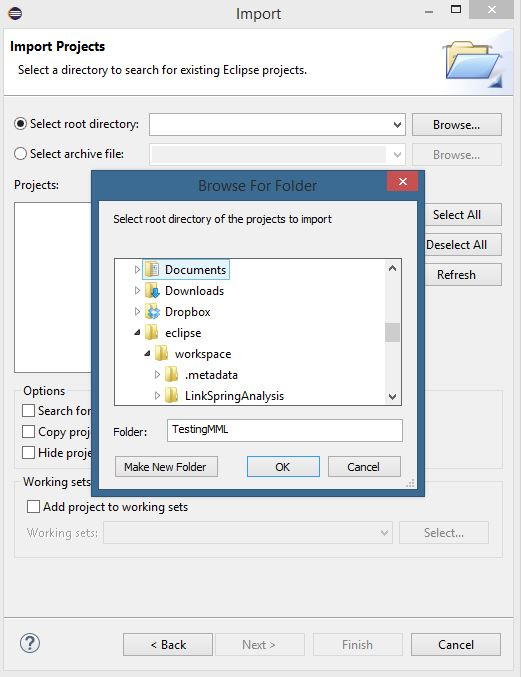 Import
Import Projects
Select a directory to search for existing Eclipse projects.
Select root directory:
Browse...
Select archive file:
Browse...
Projects:
Select All
Deselect All
Refresh
Browse For Folder
Select root directory of the projects to import
Documents
Downloads
Dropbox
eclipse
workspace
.metadata
LinkSpringAnalysis
Folder:
TestingMML
Make New Folder
OK
Cancel
Options
Search for
Copy proj
Hide proje
Working sets
Add project to working sets
Working sets:
Select...
?
< Back
Next >
Finish
Cancel